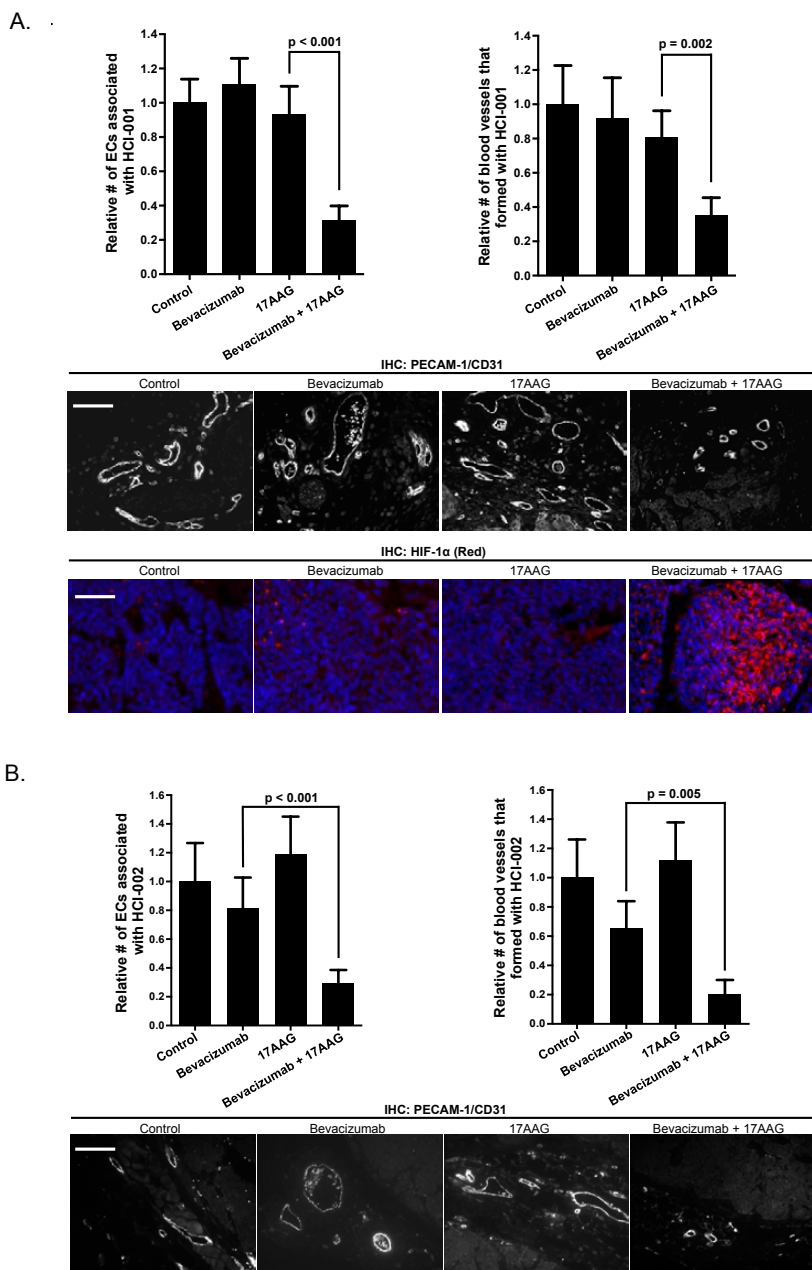 A.
p < 0.001
1.4
1.2
1.0
0.8
0.6
0.4
0.2
0.0
Relative # of ECs associated
with HCI-001
Control
Bevacizumab
17AAG
Bevacizumab + 17AAG
p = 0.002
1.4
1.2
1.0
0.8
0.6
0.4
0.2
0.0
Relative # of blood vessels that
formed with HCI-001
Control
Bevacizumab
17AAG
Bevacizumab + 17AAG
IHC: PECAM-1/CD31
Control Bevacizumab 17AAG Bevacizumab + 17AAG
IHC: HIF-1α (Red)
Control Bevacizumab 17AAG Bevacizumab + 17AAG
B.
p < 0.001
1.6
1.4
1.2
1.0
0.8
0.6
0.4
0.2
0.0
Relative # of ECs associated
with HCI-002
Control
Bevacizumab
17AAG
Bevacizumab + 17AAG
p = 0.005
1.6
1.4
1.2
1.0
0.8
0.6
0.4
0.2
0.0
Relative # of blood vessels that
formed with HCI-002
Control
Bevacizumab
17AAG
Bevacizumab + 17AAG
IHC: PECAM-1/CD31
Control Bevacizumab 17AAG Bevacizumab + 17AAG